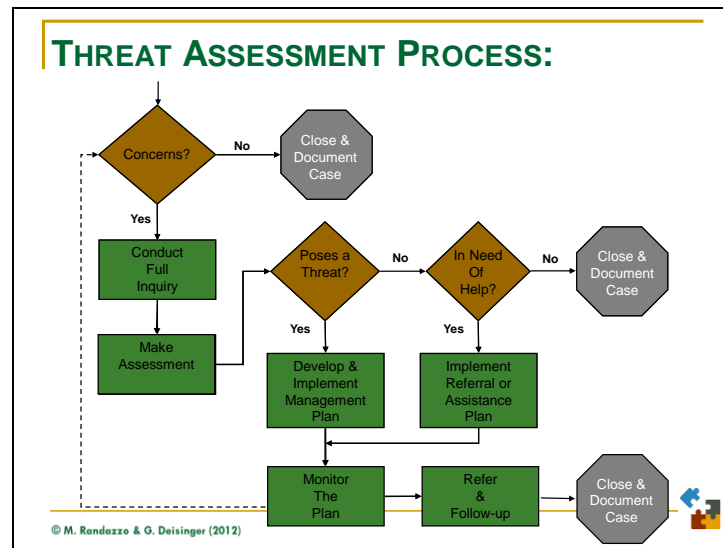 THREAT ASSESSMENT PROCESS:
Concerns?
No
Close &
Document
Case
Yes
Conduct
Full
Inquiry
Make
Assessment
Poses a
Threat?
No
In Need
Of
Help?
No
Close &
Document
Case
Yes
Yes
Develop &
Implement
Management
Plan
Implement
Referral or
Assistance
Plan
Monitor
The
Plan
Refer
&
Follow-up
Close &
Document
Case
© M. Randazzo & G. Deisinger (2012)